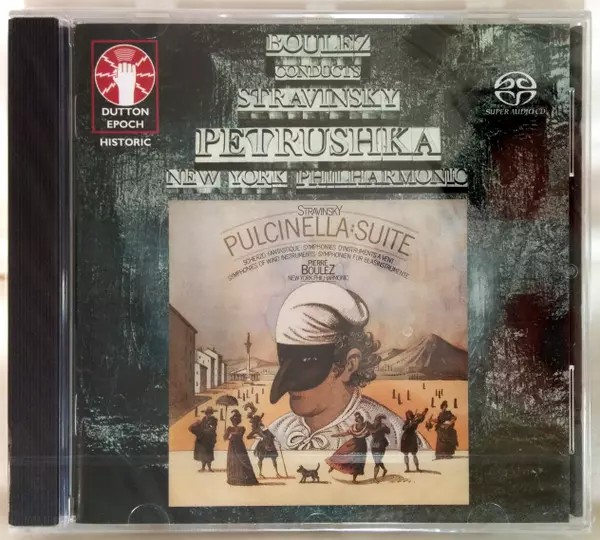 DUTTON
EPOCH
HISTORIC
BOULEZ
CONDUCTS
STRAVINSKY
PETRUSHKA
NEW YORK PHILHARMONIC
SUPER AUDIO CD
STRAVINSKY
PULCINELLA:SUITE
SCHERZO FANTASTIQUE·SYMPHONIES D'INSTRUMENTS A VENT
SYMPHONIES OF WIND INSTRUMENTS·SYMPHONIEN FÜR BLASINSTRUMENTE
PIERRE
BOULEZ
NEW YORK PHILHARMONIC